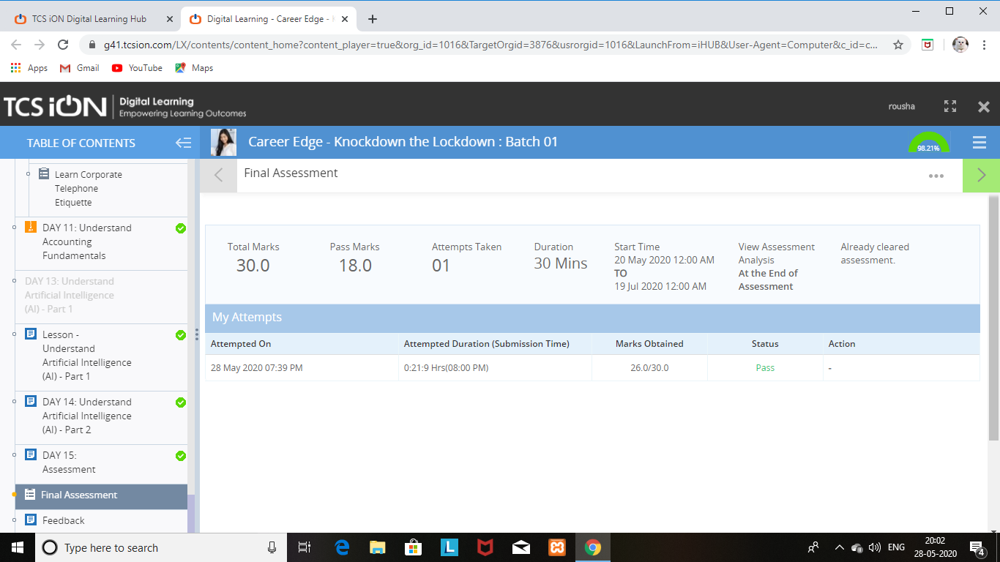 TCS iON Digital Learning Hub
Digital Learning - Career Edge -
g41.tcsion.com/LX/contents/content_home?content_player=true&org_id=1016&TargetOrgid=3876&usrorgid=1016&LaunchFrom=iHUB&User-Agent=Computer&c_id=c...
Apps Gmail YouTube Maps
TCS iON Digital Learning
Empowering Learning Outcomes
rousha
TABLE OF CONTENTS
Career Edge - Knockdown the Lockdown : Batch 01
98.21%
Learn Corporate
Telephone
Etiquette
DAY 11: Understand
Accounting
Fundamentals
DAY 13: Understand
Artificial Intelligence
(AI) - Part 1
Lesson -
Understand
Artificial Intelligence
(AI) - Part 1
DAY 14: Understand
Artificial Intelligence
(AI) - Part 2
DAY 15:
Assessment
Final Assessment
Feedback
Final Assessment
Total Marks
30.0
Pass Marks
18.0
Attempts Taken
01
Duration
30 Mins
Start Time
20 May 2020 12:00 AM
TO
19 Jul 2020 12:00 AM
View Assessment
Analysis
At the End of
Assessment
Already cleared
assessment.
My Attempts
Attempted On Attempted Duration (Submission Time) Marks Obtained Status Action
28 May 2020 07:39 PM 0:21:9 Hrs(08:00 PM) 26.0/30.0 Pass -
Type here to search
ENG
20:02
28-05-2020
4